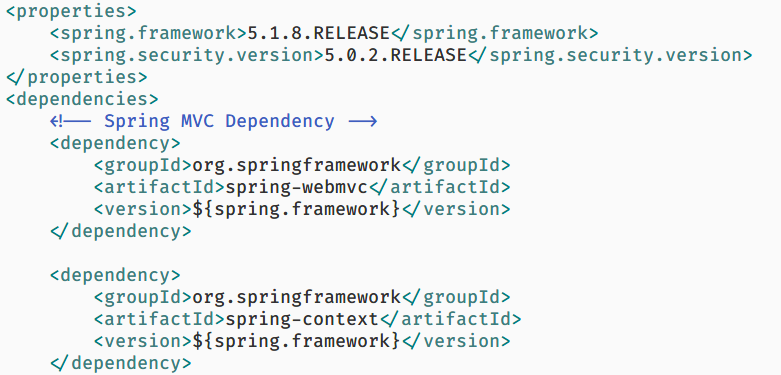 <properties>
    <spring.framework>5.1.8.RELEASE</spring.framework>
    <spring.security.version>5.0.2.RELEASE</spring.security.version>
</properties>
<dependencies>
    <!-- Spring MVC Dependency -->
    <dependency>
        <groupId>org.springframework</groupId>
        <artifactId>spring-webmvc</artifactId>
        <version>${spring.framework}</version>
    </dependency>

    <dependency>
        <groupId>org.springframework</groupId>
        <artifactId>spring-context</artifactId>
        <version>${spring.framework}</version>
    </dependency>